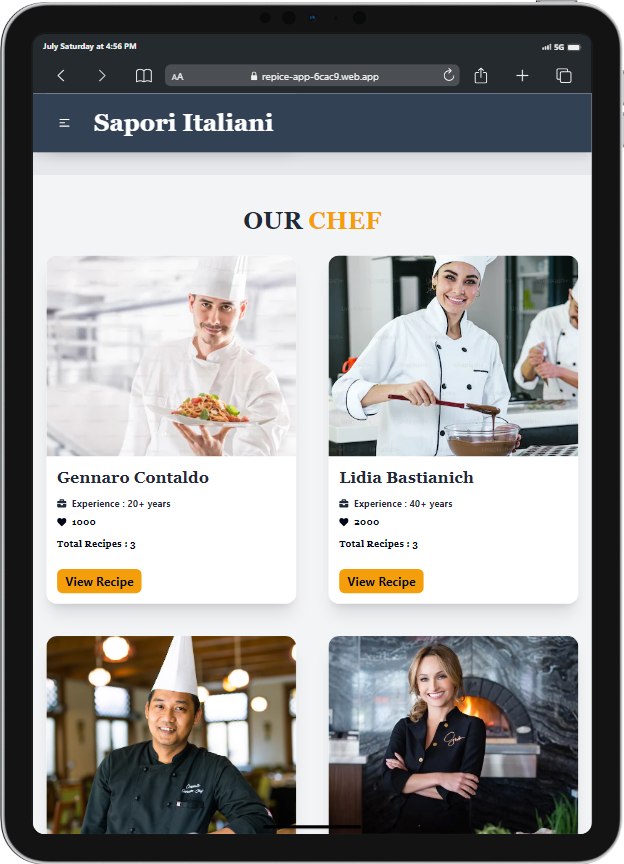 July Saturday at 4:56 PM
5G
AA
repice-app-6cac9.web.app
Sapori Italiani
OUR CHEF
Gennaro Contaldo
Experience : 20+ years
1000
Total Recipes : 3
View Recipe
Lidia Bastianich
Experience : 40+ years
2000
Total Recipes : 3
View Recipe